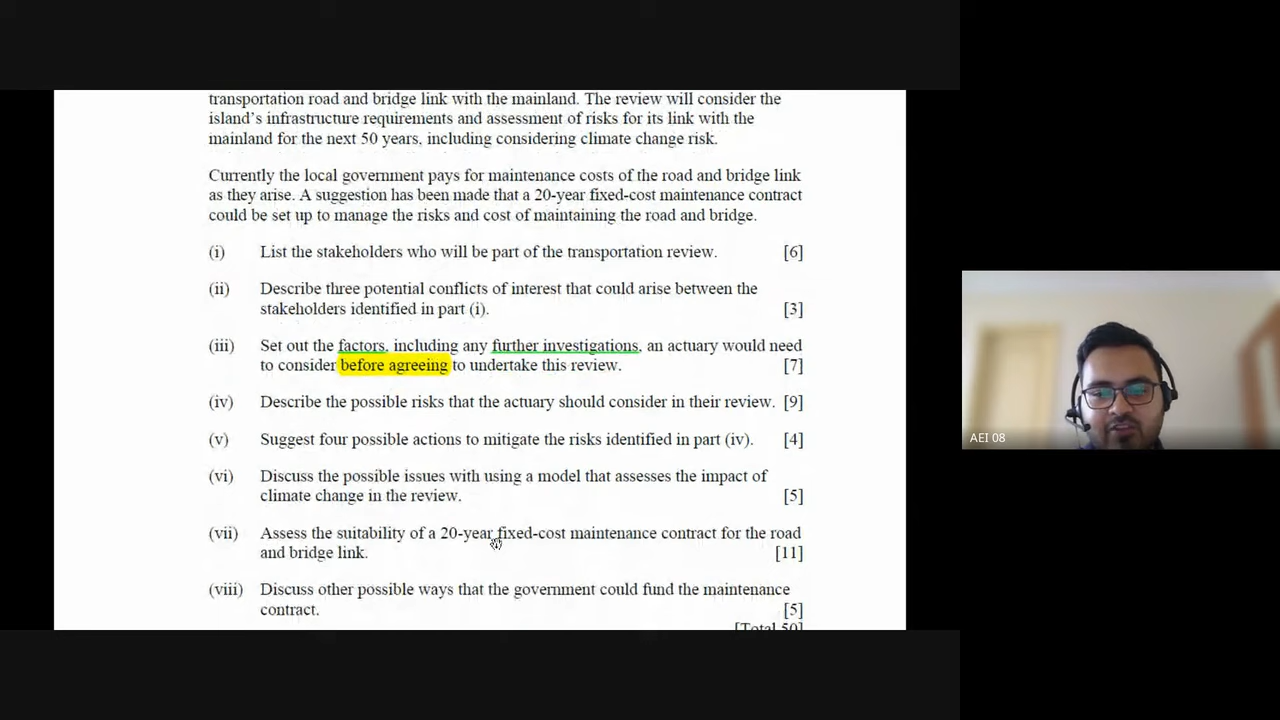 transportation road and bridge link with the mainland. The review will consider the
island's infrastructure requirements and assessment of risks for its link with the
mainland for the next 50 years, including considering climate change risk.
Currently the local government pays for maintenance costs of the road and bridge link
as they arise. A suggestion has been made that a 20-year fixed-cost maintenance contract
could be set up to manage the risks and cost of maintaining the road and bridge.
(i) List the stakeholders who will be part of the transportation review. [6]
(ii) Describe three potential conflicts of interest that could arise between the
stakeholders identified in part (i). [3]
(iii) Set out the factors, including any further investigations, an actuary would need
to consider before agreeing to undertake this review. [7]
(iv) Describe the possible risks that the actuary should consider in their review. [9]
(v) Suggest four possible actions to mitigate the risks identified in part (iv). [4]
(vi) Discuss the possible issues with using a model that assesses the impact of
climate change in the review. [5]
(vii) Assess the suitability of a 20-year fixed-cost maintenance contract for the road
and bridge link. [11]
(viii) Discuss other possible ways that the government could fund the maintenance
contract. [5]
[Total 50]
AEI 08